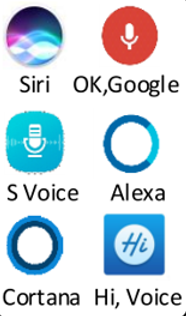 Siri OK,Google
S Voice Alexa
Hi
Cortana Hi, Voice